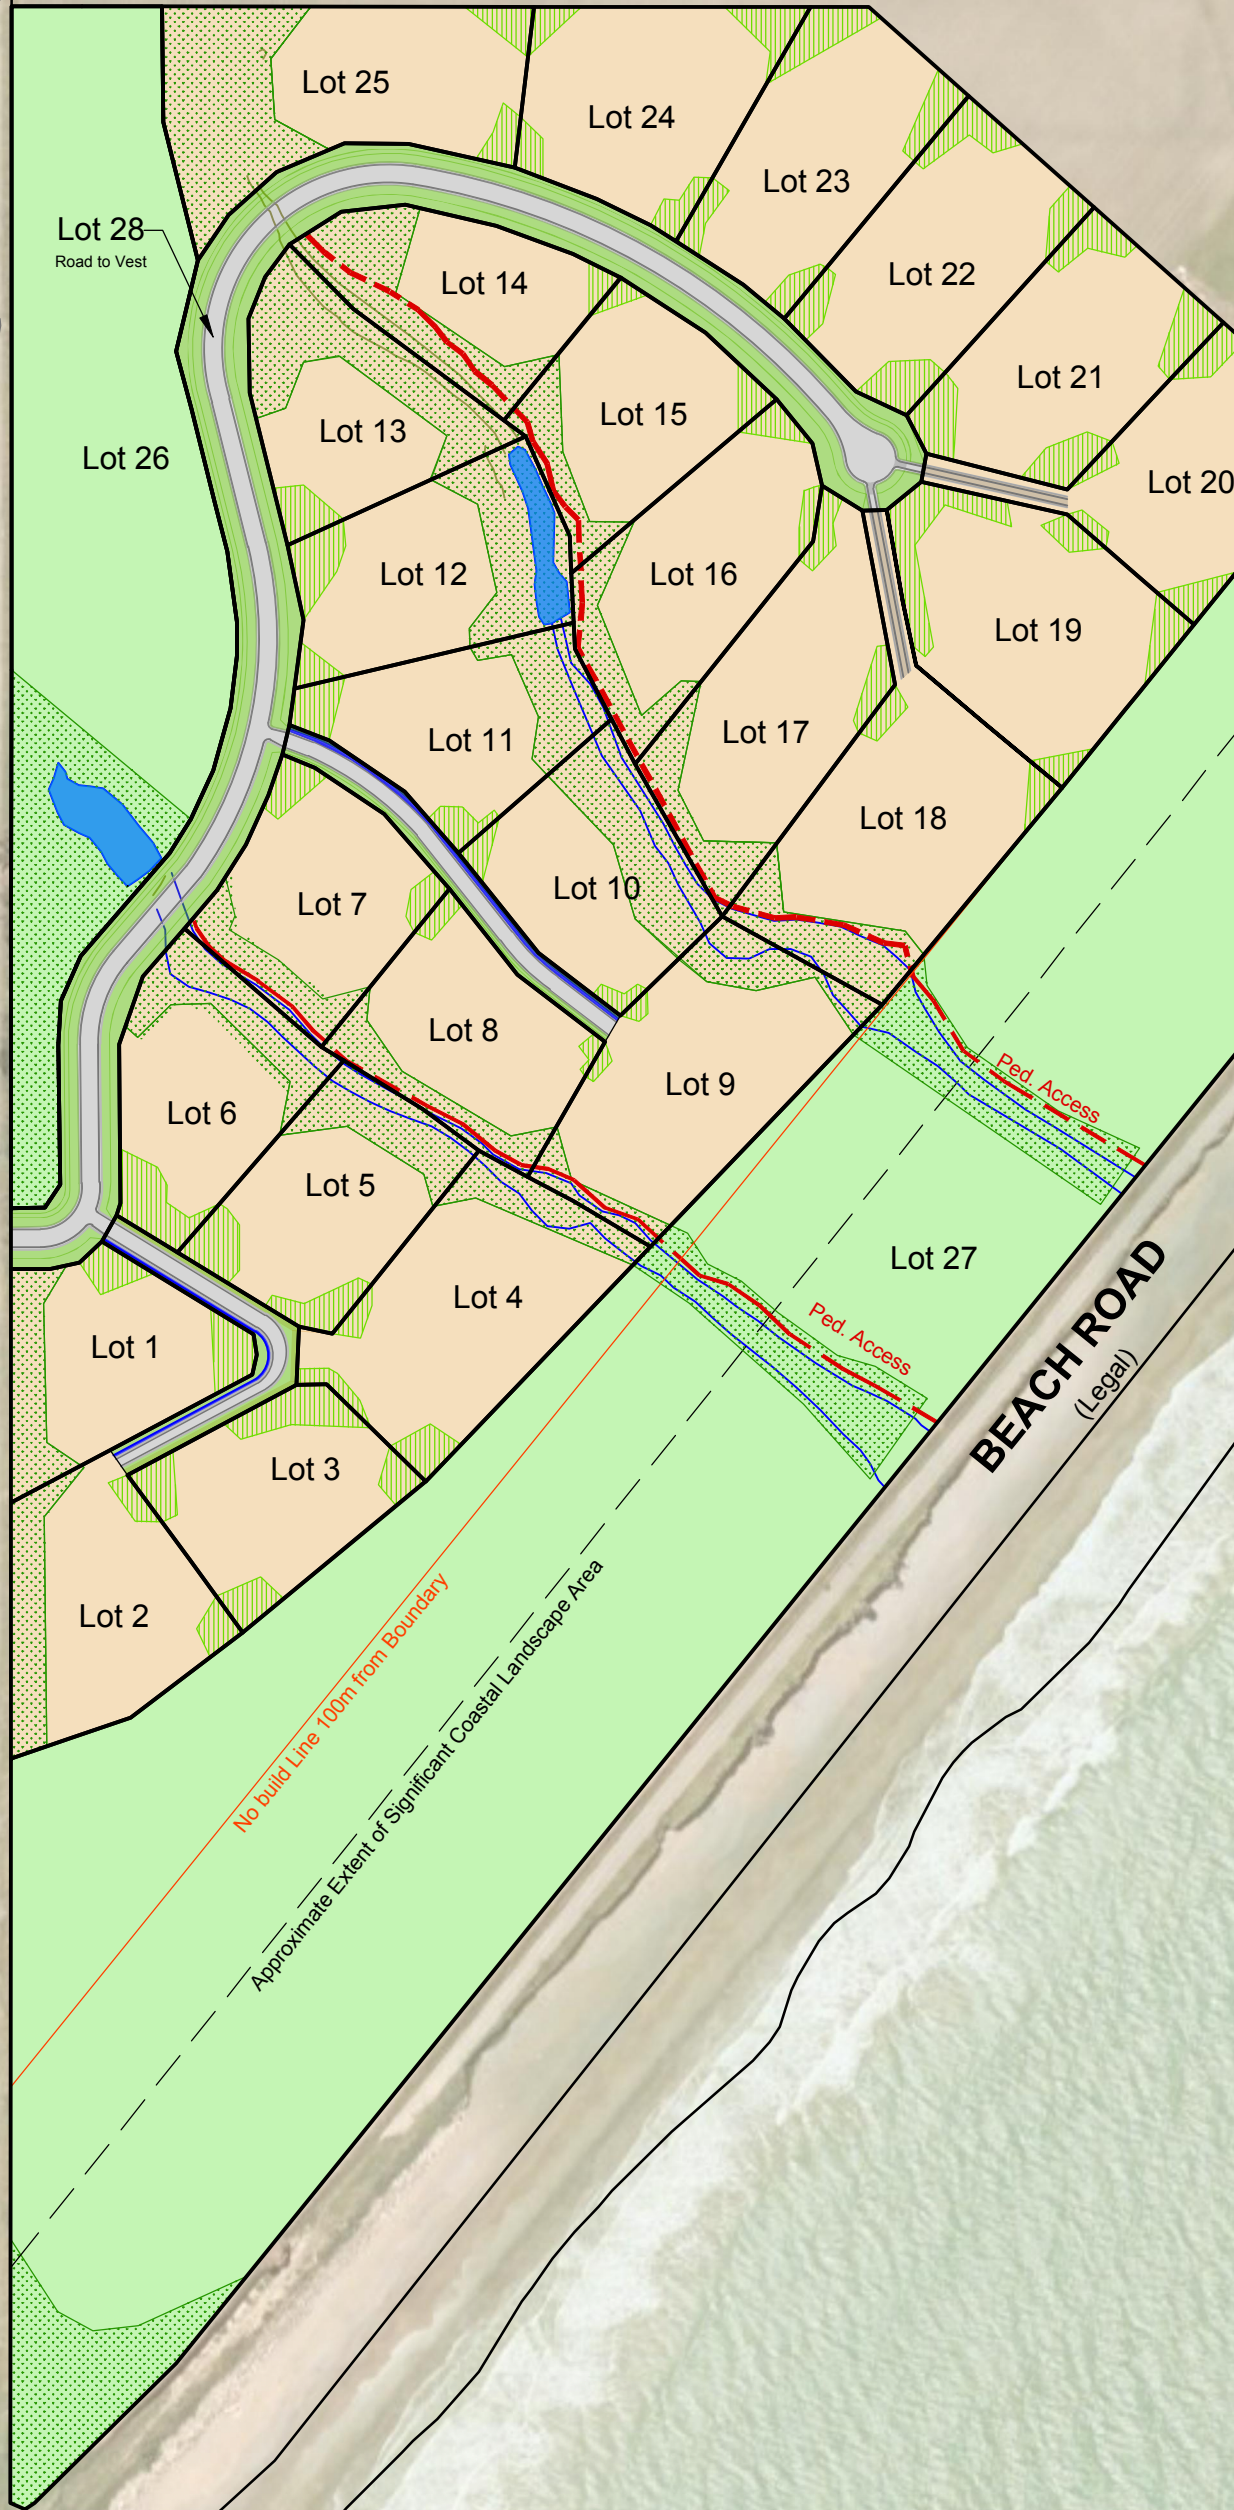 Lot 25
Lot 24
Lot 23
Lot 28
Road to Vest
Lot 14
Lot 22
Lot 21
Lot 15
Lot 13
Lot 26
Lot 20
Lot 12
Lot 16
Lot 19
Lot 11
Lot 17
Lot 18
Lot 10
Lot 7
Lot 8
Lot 9
Ped. Access
Lot 6
Lot 5
Lot 27
Lot 4
Ped. Access
Lot 1
BEACH ROAD
(Legal)
Lot 3
Lot 2
No build Line 100m from Boundary
Approximate Extent of Significant Coastal Landscape Area